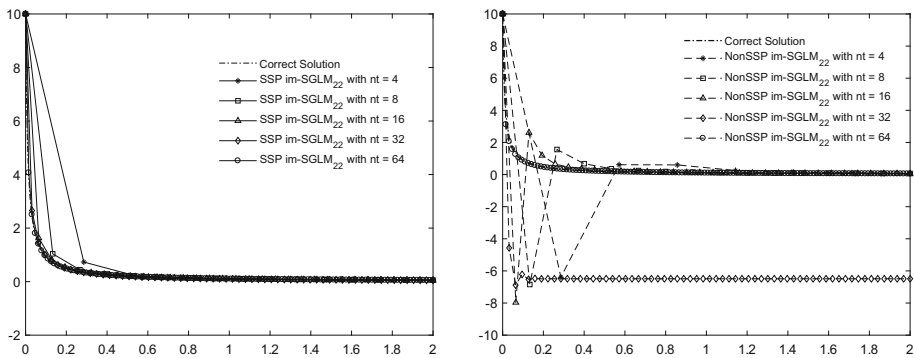 10
8
6
4
2
0
-2
0 0.2 0.4 0.6 0.8 1 1.2 1.4 1.6 1.8 2
Correct Solution
SSP im-SGLM22 with nt = 4
SSP im-SGLM22 with nt = 8
SSP im-SGLM22 with nt = 16
SSP im-SGLM22 with nt = 32
SSP im-SGLM22 with nt = 64
10
8
6
4
2
0
-2
-4
-6
-8
-10
0 0.2 0.4 0.6 0.8 1 1.2 1.4 1.6 1.8 2
Correct Solution
NonSSP im-SGLM22 with nt = 4
NonSSP im-SGLM22 with nt = 8
NonSSP im-SGLM22 with nt = 16
NonSSP im-SGLM22 with nt = 32
NonSSP im-SGLM22 with nt = 64